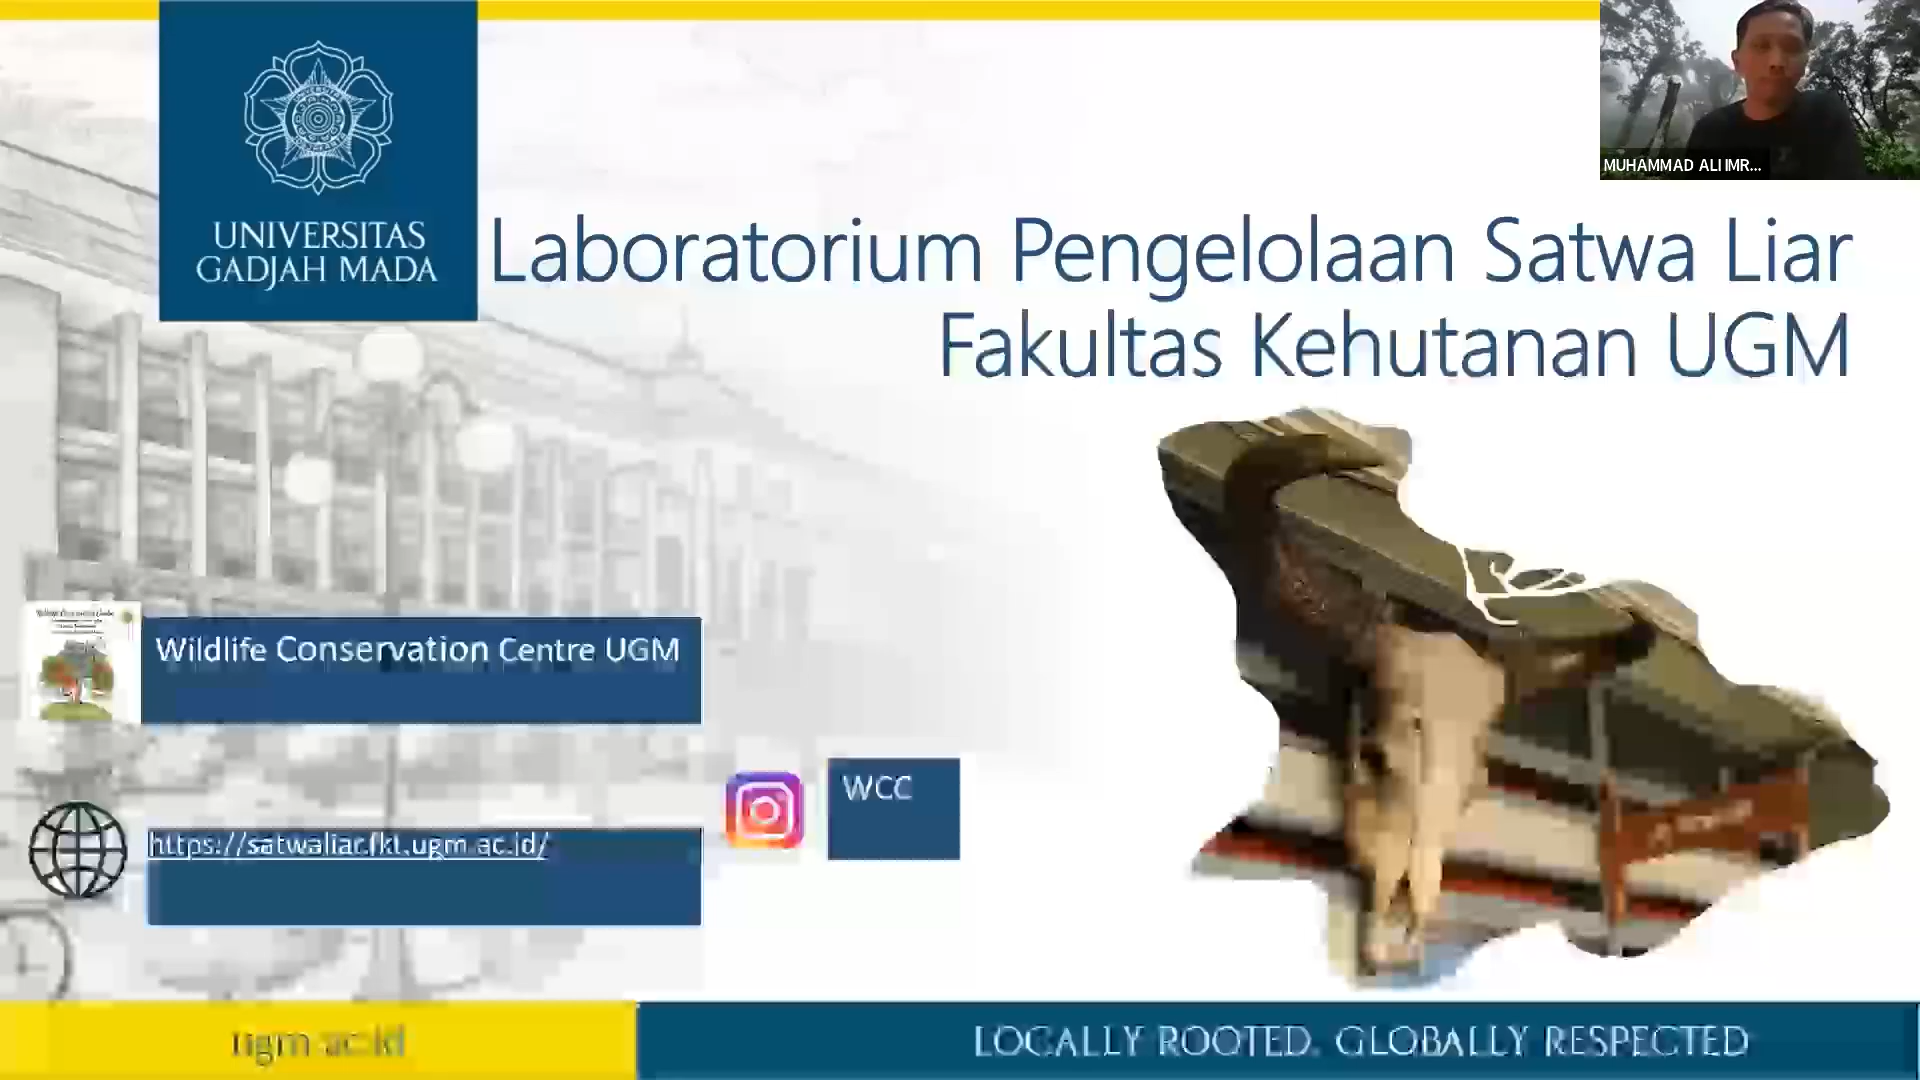 UNIVERSITAS
GADJAH MADA
MUHAMMAD ALI IMR...
Laboratorium Pengelolaan Satwa Liar
Fakultas Kehutanan UGM
Wildlife Conservation Centre UGM
WCC
https://satwaliar.fkt.ugm.ac.id/
ugm.ac.id
LOCALLY ROOTED, GLOBALLY RESPECTED